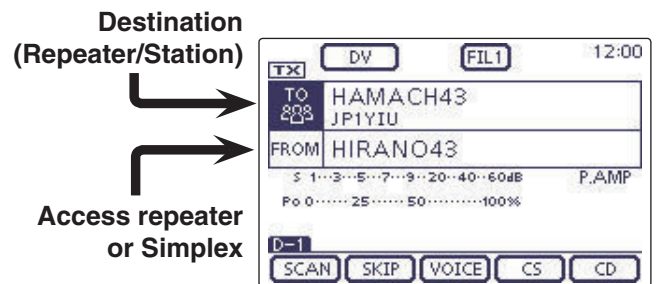 Destination
(Repeater/Station)
Access repeater
or Simplex
DV FIL1 12:00
TX
TO HAMACH43
JP1YIU
FROM HIRANO43
S 1···3···5···7···9··20··40··60dB P.AMP
Po 0······25······50···········100%
D-1
SCAN SKIP VOICE CS CD